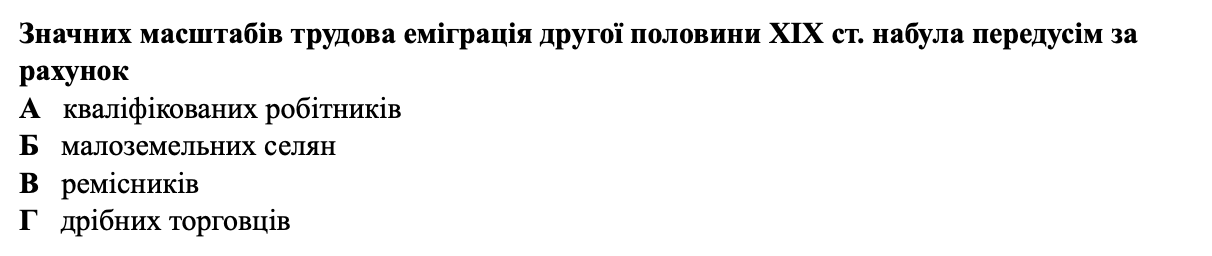 Значних масштабів трудова еміграція другої половини XIX ст. набула передусім за
рахунок
А кваліфікованих робітників
Б малоземельних селян
В ремісників
Г дрібних торговців